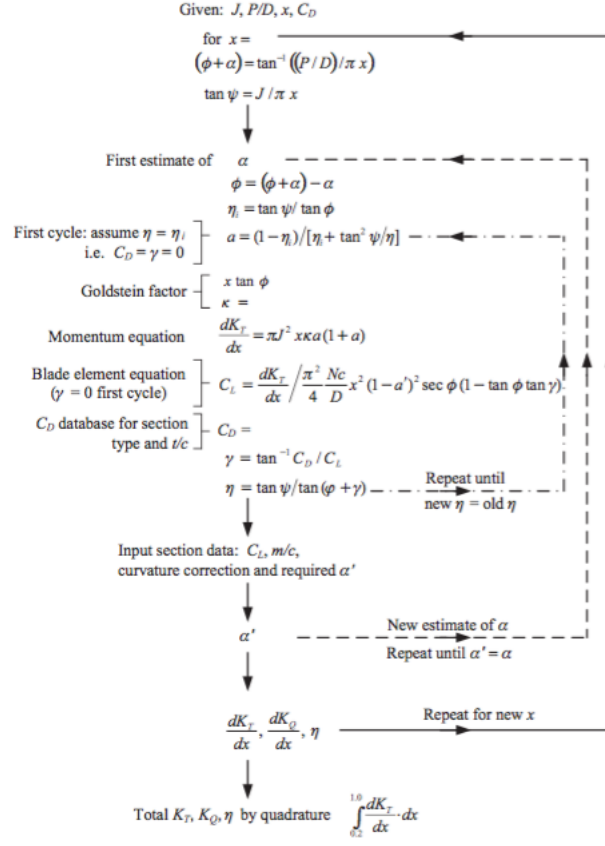 Given: J, P/D, x, C_D
for x =
(ϕ+α) = tan⁻¹ ((P/D)/π x)
tan ψ = J/π x
First estimate of α
ϕ = (ϕ+α) − α
η_i = tan ψ/ tan ϕ
First cycle: assume η = η_i
i.e. C_D = γ = 0
a = (1 − η_i)/[η_i + tan² ψ/η]
Goldstein factor
x tan ϕ
κ =
Momentum equation dK_T/dx = πJ² xκa(1 + a)
Blade element equation
(γ = 0 first cycle)
C_L = dK_T/dx / π²/4 Nc/D x² (1 − a')² sec ϕ (1 − tan ϕ tan γ)
C_D database for section
type and t/c
C_D =
γ = tan⁻¹ C_D / C_L
η = tan ψ/tan (φ + γ)
Repeat until
new η = old η
Input section data: C_L, m/c,
curvature correction and required α'
α'
New estimate of α
Repeat until α' = α
dK_T/dx, dK_Q/dx, η
Repeat for new x
Total K_T, K_Q, η by quadrature ∫_0.2^1.0 dK_T/dx · dx